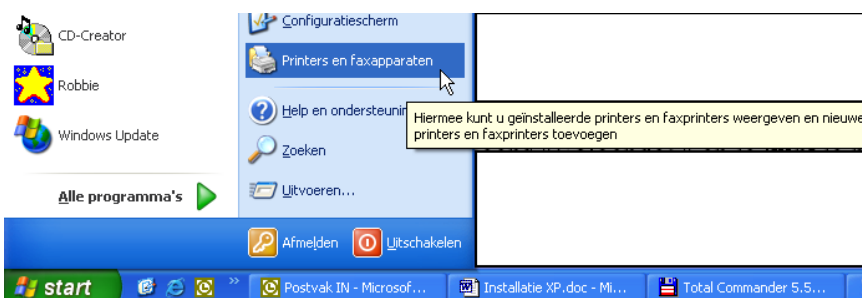 CD-Creator
Robbie
Windows Update
Alle programma's
Configuratiescherm
Printers en faxapparaten
Help en ondersteunin
Zoeken
Uitvoeren...
Hiermee kunt u geïnstalleerde printers en faxprinters weergeven en nieuwe
printers en faxprinters toevoegen
Afmelden
Uitschakelen
start
Postvak IN - Microsof...
Installatie XP.doc - Mi...
Total Commander 5.5...